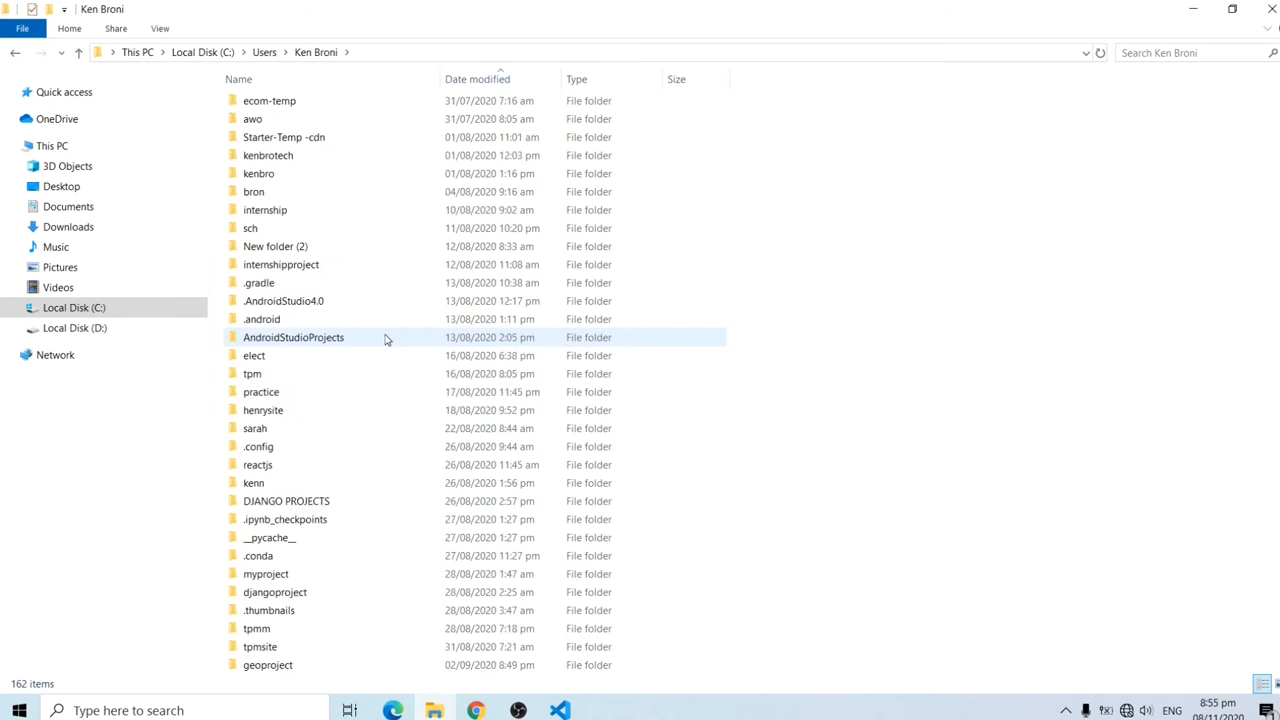 Ken Broni
File Home Share View
This PC Local Disk (C:) Users Ken Broni Search Ken Broni
Name Date modified Type Size
Quick access
OneDrive
This PC
3D Objects
Desktop
Documents
Downloads
Music
Pictures
Videos
Local Disk (C:)
Local Disk (D:)
Network
ecom-temp 31/07/2020 7:16 am File folder
awo 31/07/2020 8:05 am File folder
Starter-Temp -cdn 01/08/2020 11:01 am File folder
kenbrotech 01/08/2020 12:03 pm File folder
kenbro 01/08/2020 1:16 pm File folder
bron 04/08/2020 9:16 am File folder
internship 10/08/2020 9:02 am File folder
sch 11/08/2020 10:20 pm File folder
New folder (2) 12/08/2020 8:33 am File folder
internshipproject 12/08/2020 11:08 am File folder
.gradle 13/08/2020 10:38 am File folder
.AndroidStudio4.0 13/08/2020 12:17 pm File folder
.android 13/08/2020 1:11 pm File folder
AndroidStudioProjects 13/08/2020 2:05 pm File folder
elect 16/08/2020 6:38 pm File folder
tpm 16/08/2020 8:05 pm File folder
practice 17/08/2020 11:45 pm File folder
henrysite 18/08/2020 9:52 pm File folder
sarah 22/08/2020 8:44 am File folder
.config 26/08/2020 9:44 am File folder
reactjs 26/08/2020 11:45 am File folder
kenn 26/08/2020 1:56 pm File folder
DJANGO PROJECTS 26/08/2020 2:57 pm File folder
.ipynb_checkpoints 27/08/2020 1:27 pm File folder
__pycache__ 27/08/2020 1:27 pm File folder
.conda 27/08/2020 11:27 pm File folder
myproject 28/08/2020 1:47 am File folder
djangoproject 28/08/2020 2:25 am File folder
.thumbnails 28/08/2020 3:47 am File folder
tpmm 28/08/2020 7:18 pm File folder
tpmsite 31/08/2020 7:21 am File folder
geoproject 02/09/2020 8:49 pm File folder
162 items
Type here to search ENG 8:55 pm
08/11/2020